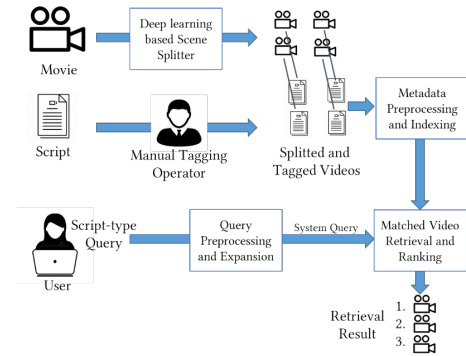 Deep learning
based Scene
Splitter
Movie
Metadata
Preprocessing
and Indexing
Script
Manual Tagging
Operator
Splitted and
Tagged Videos
Script-type
Query
User
Query
Preprocessing
and Expansion
System Query
Matched Video
Retrieval and
Ranking
Retrieval
Result
1.
2.
3.